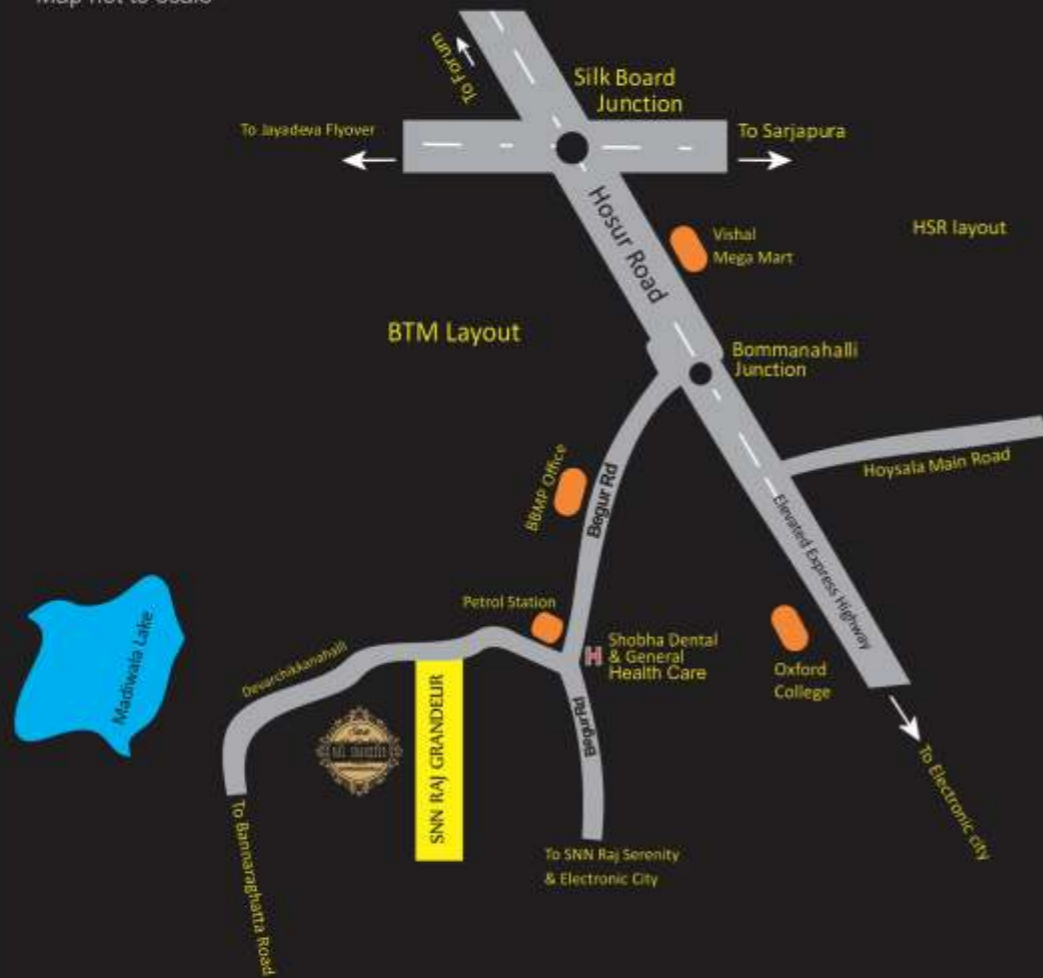 Map not to scale
To Forum
Silk Board
Junction
To Jayadeva Flyover
To Sarjapura
Hosur Road
Vishal
Mega Mart
HSR layout
BTM Layout
Bommanahalli
Junction
Hoysala Main Road
BBMP Office
Begur Rd
Elevated Express Highway
Petrol Station
Shobha Dental
& General
Health Care
H
Oxford
College
Devarchikkanahalli
Madiwala Lake
SNN RAJ GRANDEUR
Begur Rd
To Electronic city
To Bannaraghatta Road
To SNN Raj Serenity
& Electronic City